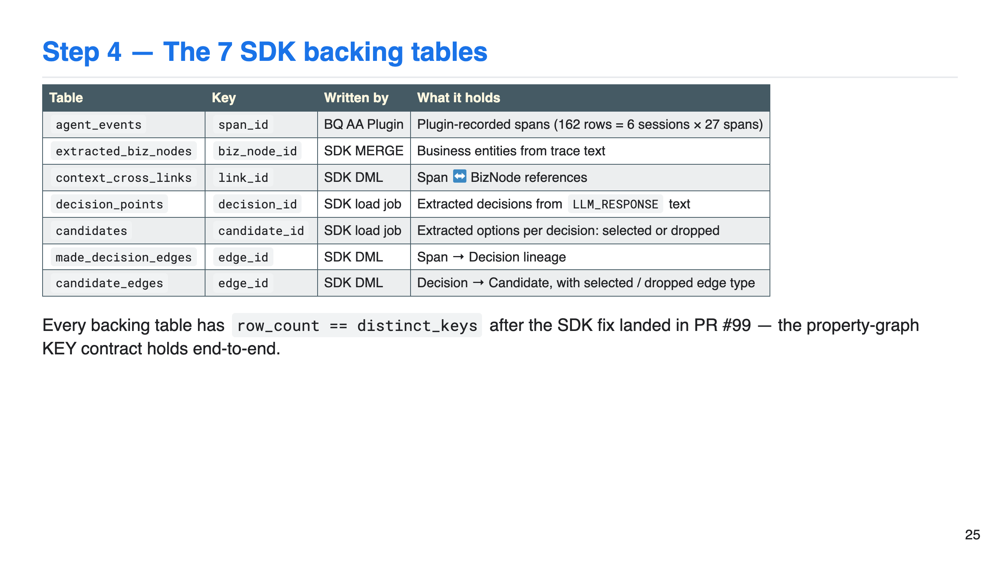 Step 4 — The 7 SDK backing tables
Table Key Written by What it holds
agent_events span_id BQ AA Plugin Plugin-recorded spans (162 rows = 6 sessions × 27 spans)
extracted_biz_nodes biz_node_id SDK MERGE Business entities from trace text
context_cross_links link_id SDK DML Span ↔️ BizNode references
decision_points decision_id SDK load job Extracted decisions from LLM_RESPONSE text
candidates candidate_id SDK load job Extracted options per decision: selected or dropped
made_decision_edges edge_id SDK DML Span → Decision lineage
candidate_edges edge_id SDK DML Decision → Candidate, with selected / dropped edge type
Every backing table has row_count == distinct_keys after the SDK fix landed in PR #99 — the property-graph
KEY contract holds end-to-end.
25